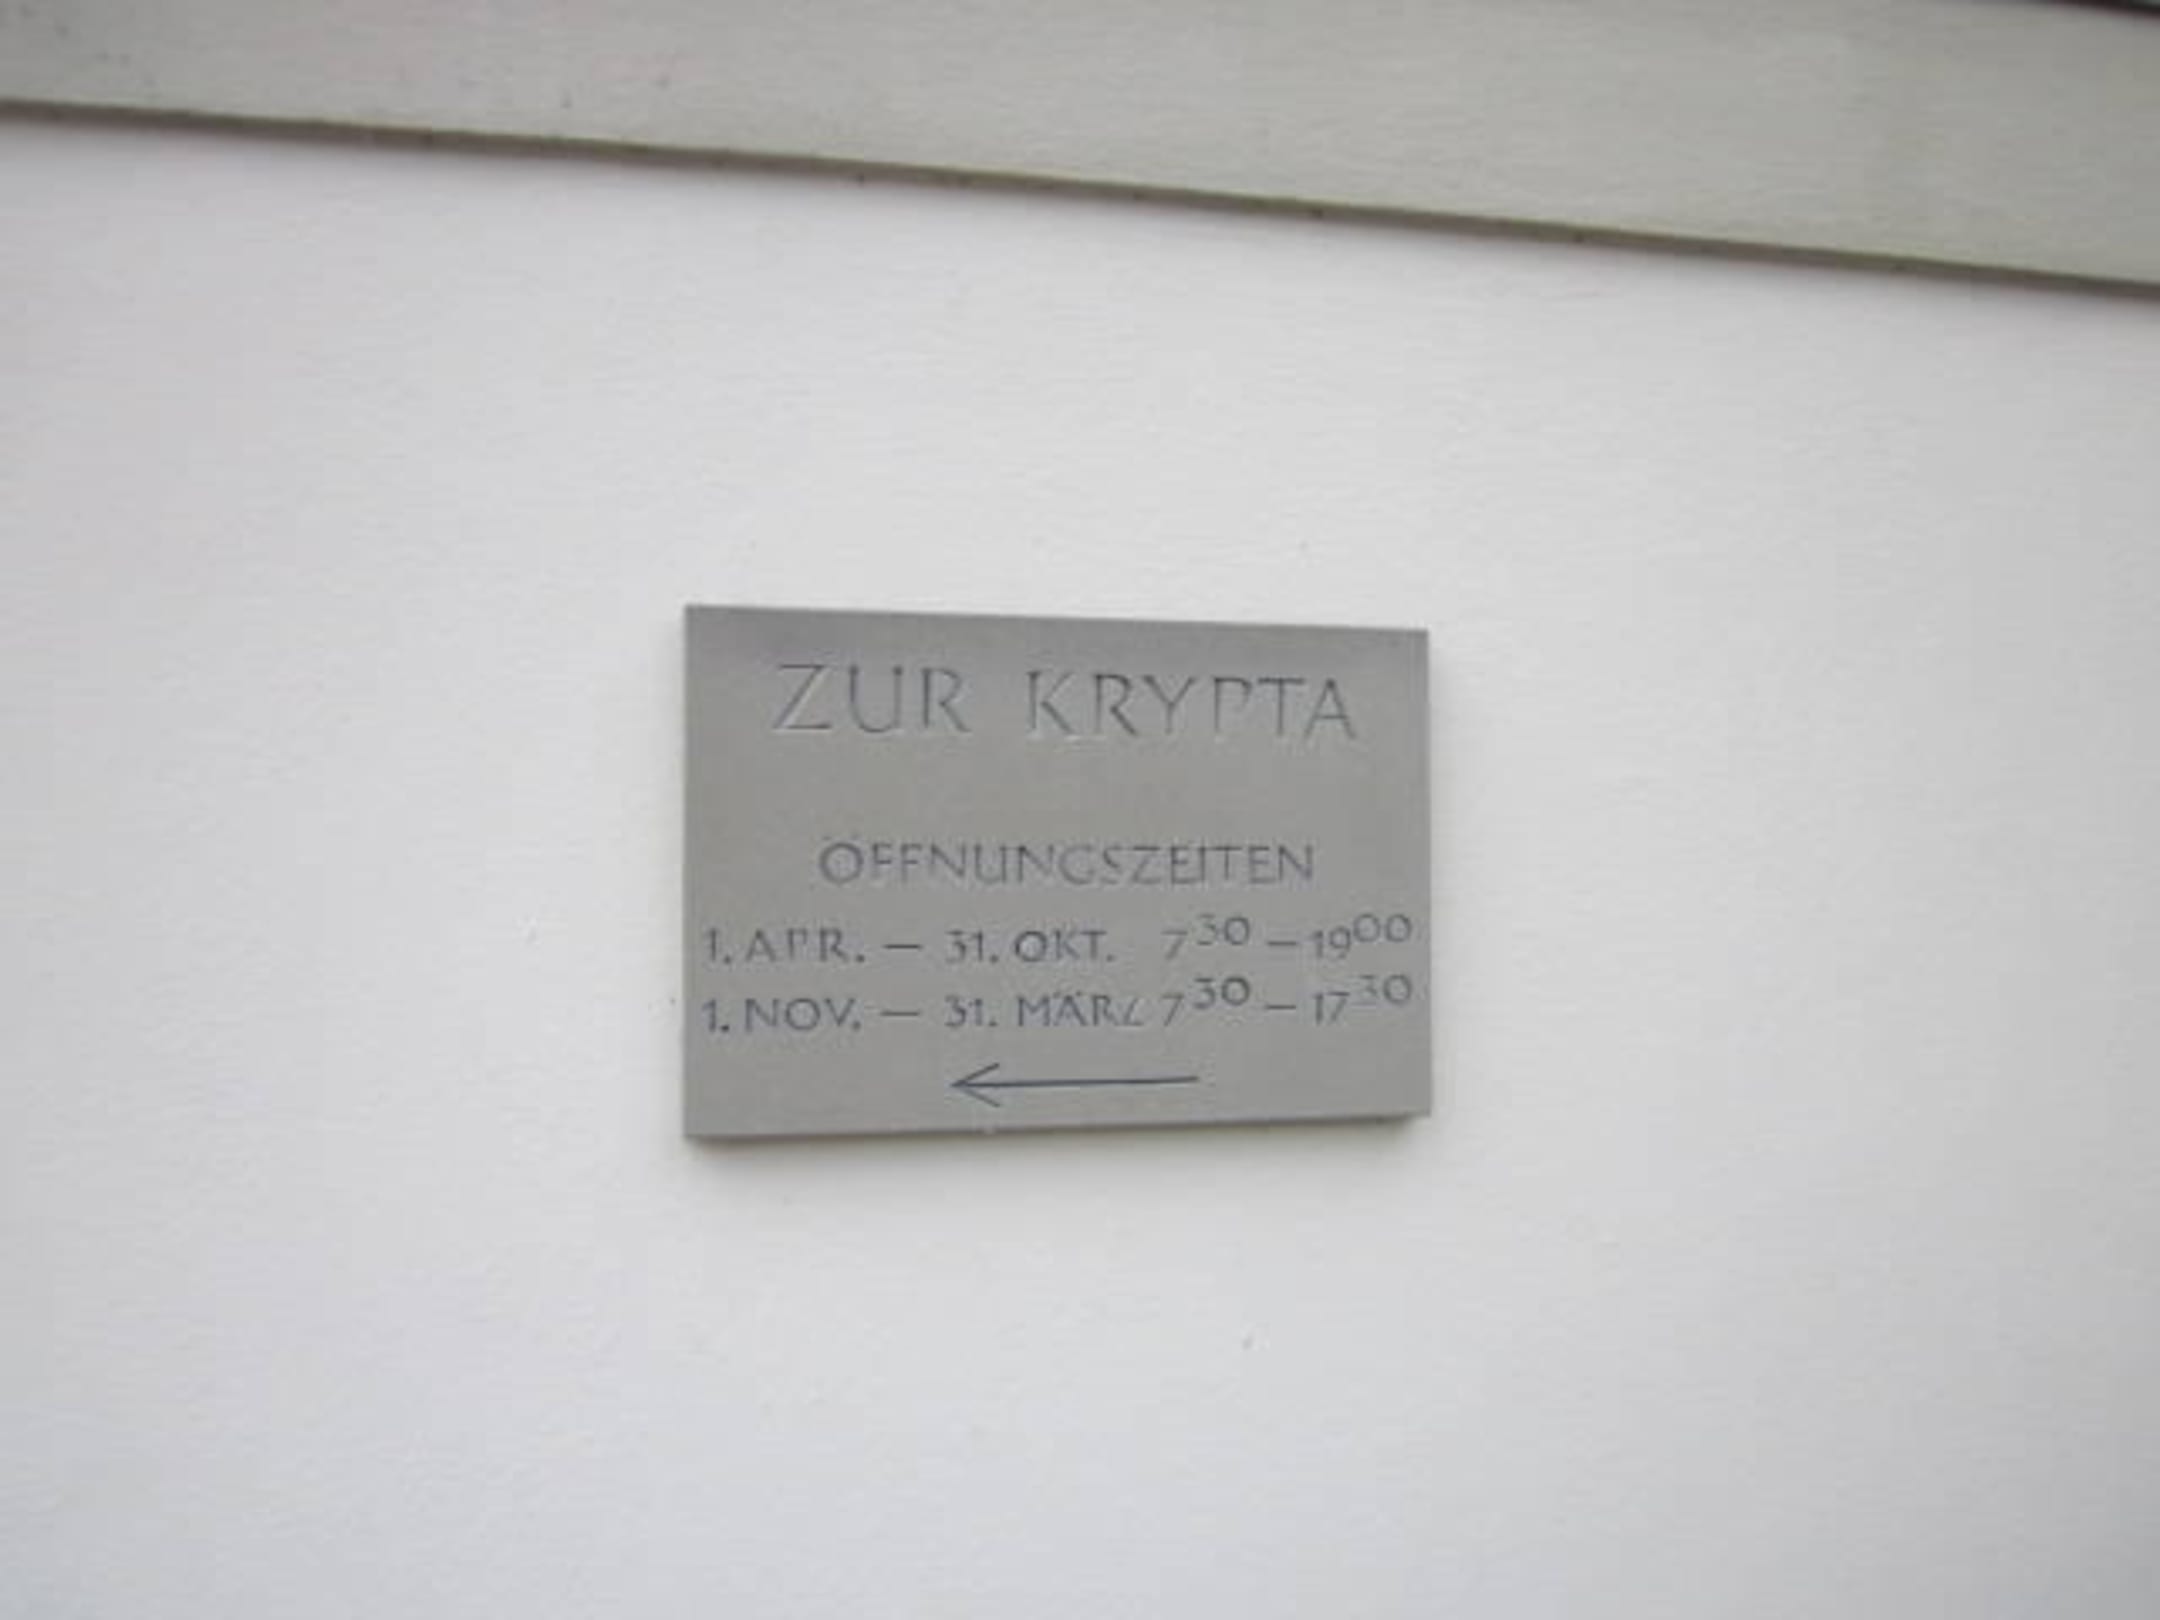 ZUR KRYPTA
ÖFFNUNGSZEITEN
1. APR. — 31. OKT. 7³⁰ — 19⁰⁰
1. NOV. — 31. MÄRZ 7³⁰ — 17³⁰